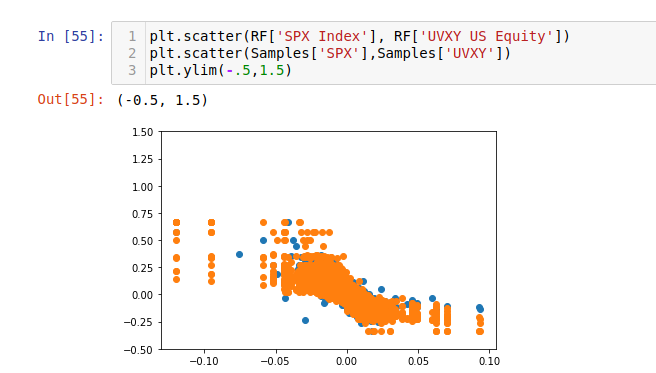 In [55]:
1 plt.scatter(RF['SPX Index'], RF['UVXY US Equity'])
2 plt.scatter(Samples['SPX'],Samples['UVXY'])
3 plt.ylim(-.5,1.5)
Out[55]: (-0.5, 1.5)
1.50
1.25
1.00
0.75
0.50
0.25
0.00
−0.25
−0.50
−0.10 −0.05 0.00 0.05 0.10